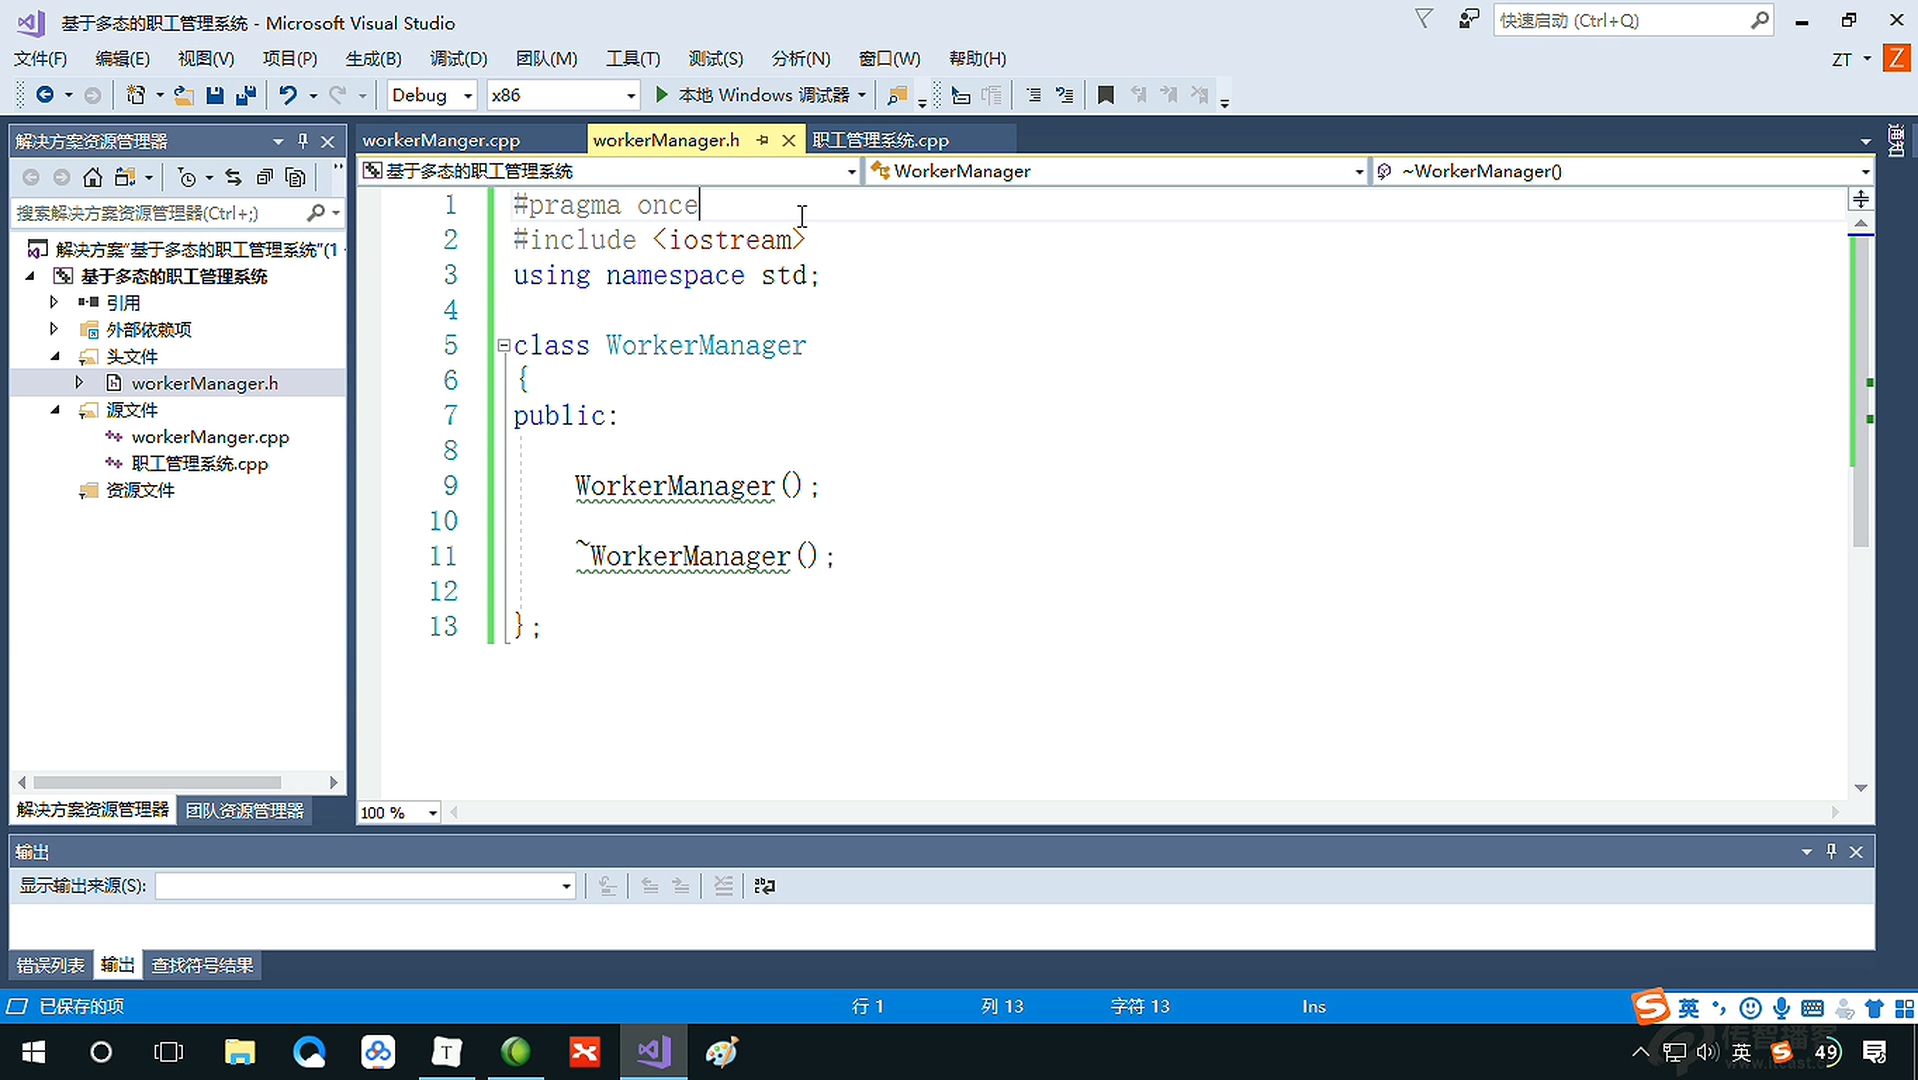 基于多态的职工管理系统 - Microsoft Visual Studio
快速启动 (Ctrl+Q)
文件(F) 编辑(E) 视图(V) 项目(P) 生成(B) 调试(D) 团队(M) 工具(T) 测试(S) 分析(N) 窗口(W) 帮助(H)
ZT Z
Debug x86 本地 Windows 调试器
解决方案资源管理器
workerManger.cpp workerManager.h 职工管理系统.cpp
通知
基于多态的职工管理系统 WorkerManager ~WorkerManager()
搜索解决方案资源管理器(Ctrl+;)
解决方案"基于多态的职工管理系统"(1
基于多态的职工管理系统
引用
外部依赖项
头文件
workerManager.h
源文件
workerManger.cpp
职工管理系统.cpp
资源文件
1 #pragma once
2 #include <iostream>
3 using namespace std;
4
5 class WorkerManager
6 {
7 public:
8
9 WorkerManager();
10
11 ~WorkerManager();
12
13 };
解决方案资源管理器 团队资源管理器
100 %
输出
显示输出来源(S):
错误列表 输出 查找符号结果
已保存的项 行 1 列 13 字符 13 Ins
英
传智播客
www.itcast.c
T
英 49